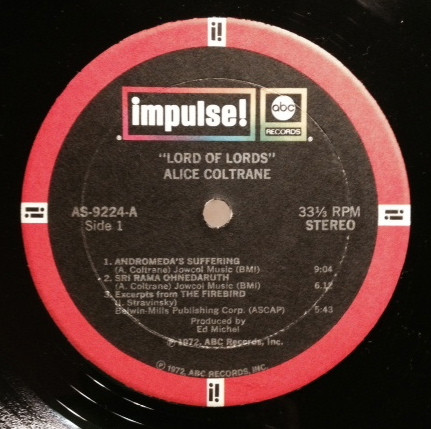 i!
impulse!
abc
RECORDS
"LORD OF LORDS"
ALICE COLTRANE
AS-9224-A
Side 1
33⅓ RPM
STEREO
1. ANDROMEDA'S SUFFERING
(A. Coltrane) Jowcol Music (BMI) 9:04
2. SRI RAMA OHNEDARUTH
(A. Coltrane) Jowcol Music (BMI) 6:12
3. Excerpts from THE FIREBIRD
(I. Stravinsky)
Belwin-Mills Publishing Corp. (ASCAP) 5:43
Produced by
Ed Michel
℗ 1972, ABC Records, Inc.
℗ 1972, ABC RECORDS, INC.
i!
i!
i!